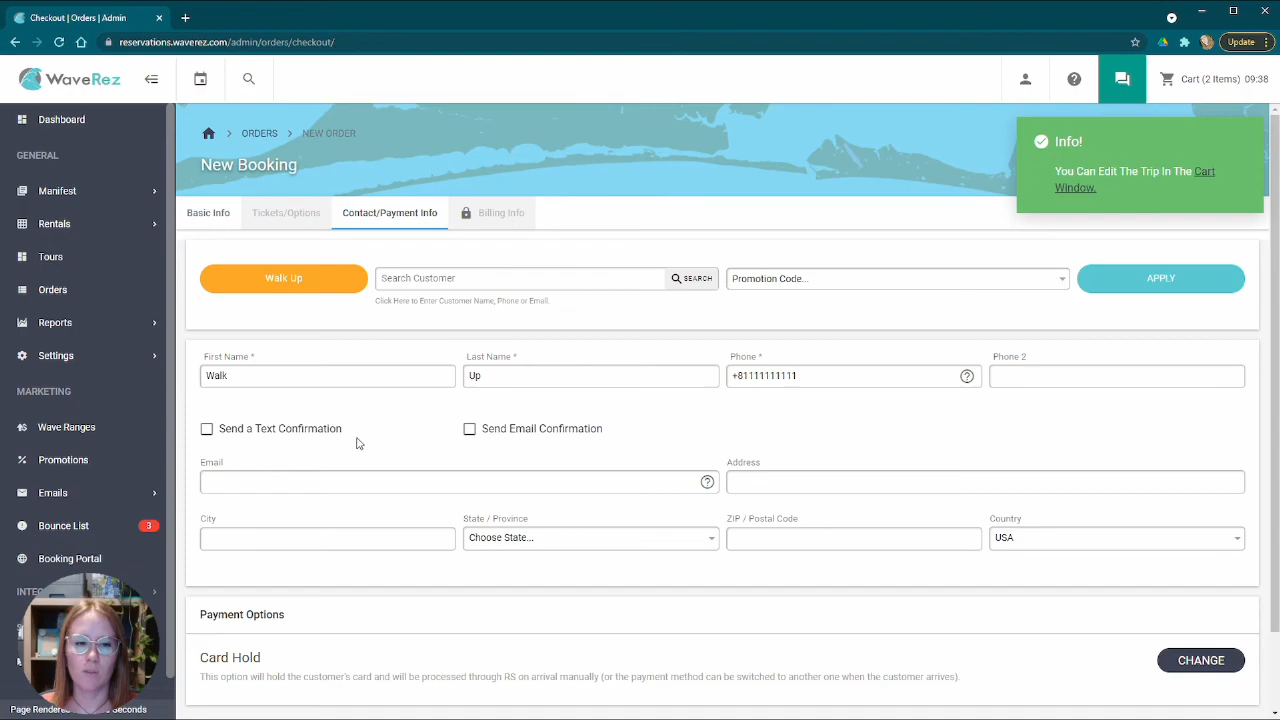 Checkout | Orders | Admin
reservations.waverez.com/admin/orders/checkout/
Update
WaveRez
Cart (2 Items) 09:38
Dashboard
GENERAL
Manifest
Rentals
Tours
Orders
Reports
Settings
MARKETING
Wave Ranges
Promotions
Emails
Bounce List
3
Booking Portal
Page Rendered
Seconds
ORDERS
NEW ORDER
New Booking
Info!
You Can Edit The Trip In The Cart
Window.
Basic Info
Tickets/Options
Contact/Payment Info
Billing Info
Walk Up
Search Customer
SEARCH
Promotion Code...
APPLY
Click Here to Enter Customer Name, Phone or Email.
First Name *
Last Name *
Phone *
Phone 2
Walk
Up
+81111111111
Send a Text Confirmation
Send Email Confirmation
Email
Address
City
State / Province
ZIP / Postal Code
Country
Choose State...
USA
Payment Options
Card Hold
CHANGE
This option will hold the customer's card and will be processed through RS on arrival manually (or the payment method can be switched to another one when the customer arrives).